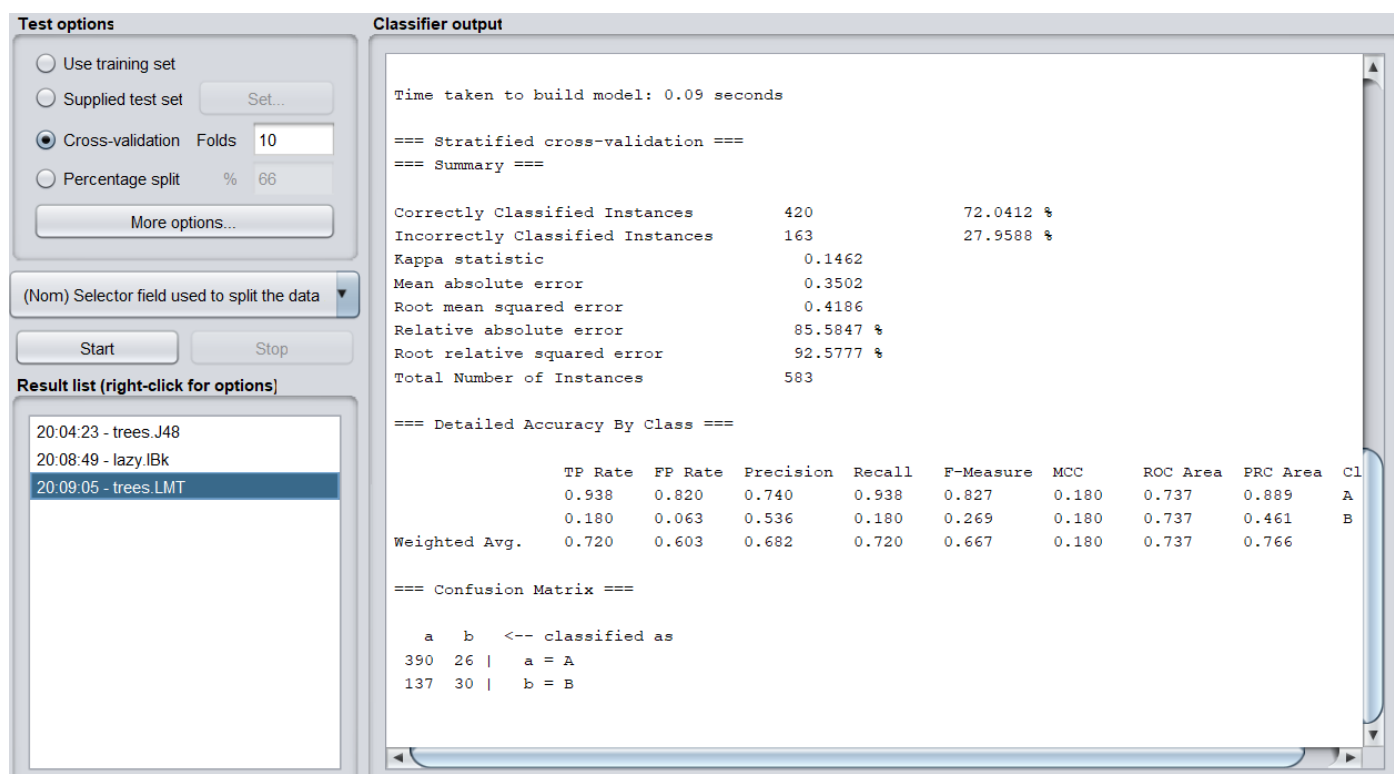 Test options
Use training set
Supplied test set Set...
Cross-validation Folds 10
Percentage split % 66
More options...
(Nom) Selector field used to split the data
Start Stop
Result list (right-click for options)
20:04:23 - trees.J48
20:08:49 - lazy.IBk
20:09:05 - trees.LMT
Classifier output
Time taken to build model: 0.09 seconds
=== Stratified cross-validation ===
=== Summary ===
Correctly Classified Instances 420 72.0412 %
Incorrectly Classified Instances 163 27.9588 %
Kappa statistic 0.1462
Mean absolute error 0.3502
Root mean squared error 0.4186
Relative absolute error 85.5847 %
Root relative squared error 92.5777 %
Total Number of Instances 583
=== Detailed Accuracy By Class ===
TP Rate FP Rate Precision Recall F-Measure MCC ROC Area PRC Area Cl
0.938 0.820 0.740 0.938 0.827 0.180 0.737 0.889 A
0.180 0.063 0.536 0.180 0.269 0.180 0.737 0.461 B
Weighted Avg. 0.720 0.603 0.682 0.720 0.667 0.180 0.737 0.766
=== Confusion Matrix ===
a b <-- classified as
390 26 | a = A
137 30 | b = B